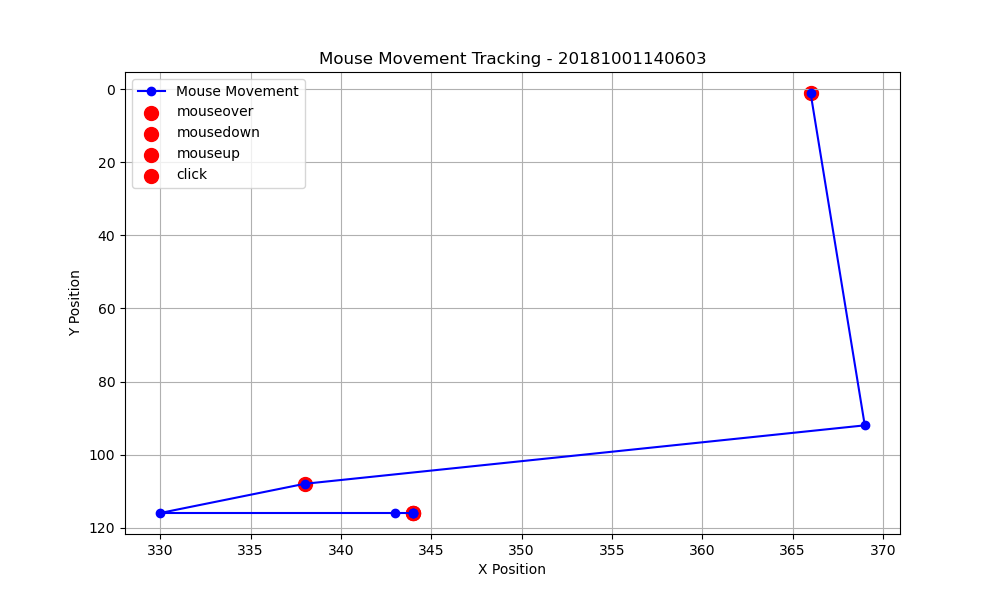 Mouse Movement Tracking - 20181001140603
Mouse Movement
mouseover
mousedown
mouseup
click
0
20
40
60
80
100
120
Y Position
330 335 340 345 350 355 360 365 370
X Position